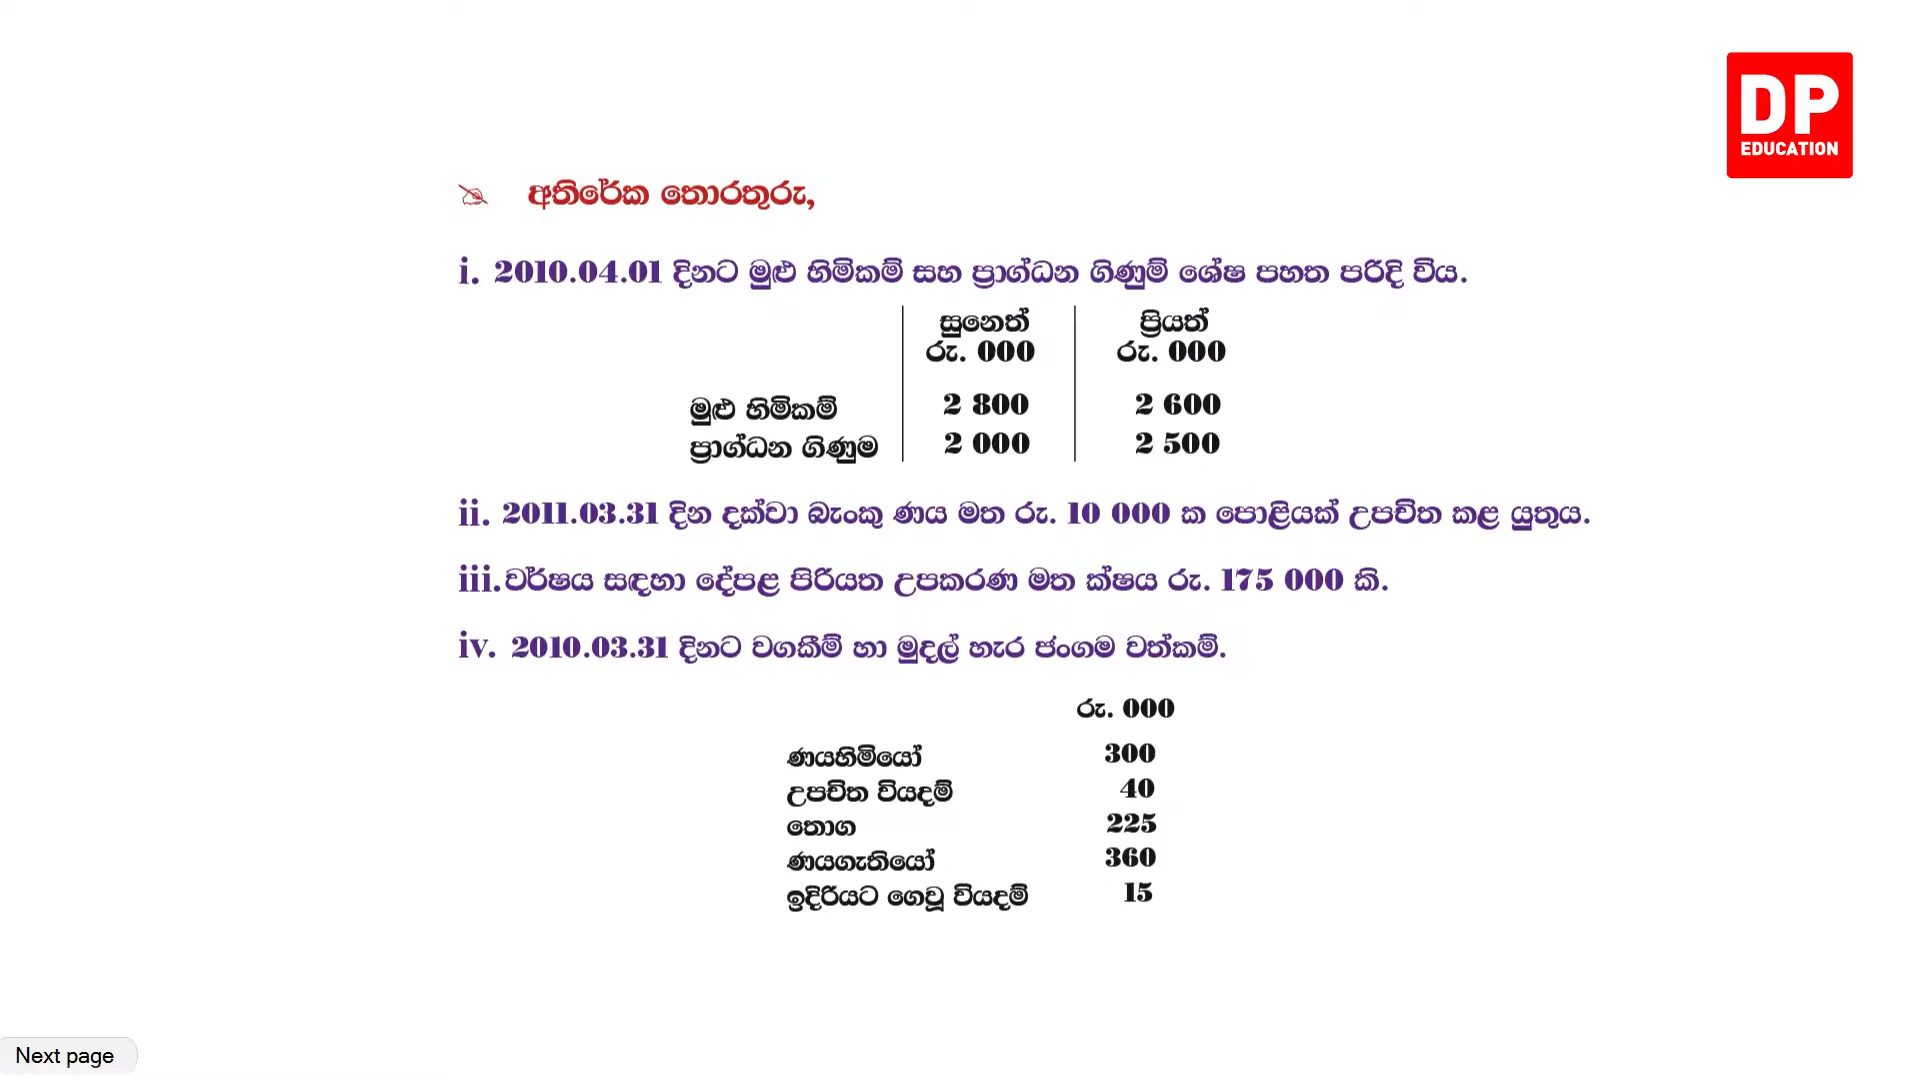 DP
EDUCATION
අතිරේක තොරතුරු,
i. 2010.04.01 දිනට මුළු හිමිකම් සහ ප්‍රාග්ධන ගිණුම් ශේෂ පහත පරිදි විය.
සුනෙත් ප්‍රියත්
රු. 000 රු. 000
මුළු හිමිකම් 2 800 2 600
ප්‍රාග්ධන ගිණුම 2 000 2 500
ii. 2011.03.31 දින දක්වා බැංකු ණය මත රු. 10 000 ක පොළියක් උපචිත කළ යුතුය.
iii. වර්ෂය සඳහා දේපළ පිරියත උපකරණ මත ක්ෂය රු. 175 000 කි.
iv. 2010.03.31 දිනට වගකීම් හා මුදල් හැර ජංගම වත්කම්.
රු. 000
ණයහිමියෝ 300
උපචිත වියදම් 40
තොග 225
ණයගැතියෝ 360
ඉදිරියට ගෙවූ වියදම් 15
Next page